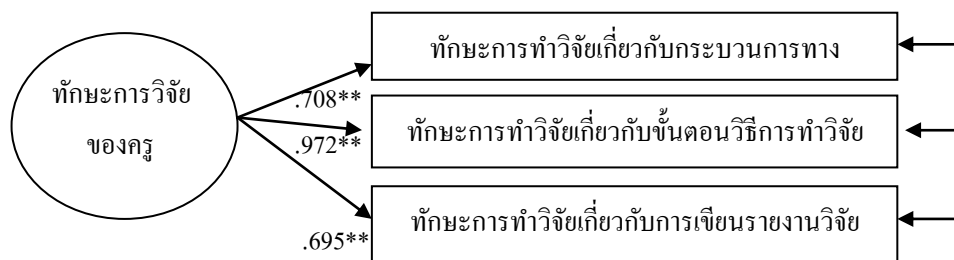 ทักษะการวิจัย
ของครู
ทักษะการทำวิจัยเกี่ยวกับกระบวนการทาง
.708**
ทักษะการทำวิจัยเกี่ยวกับขั้นตอนวิธีการทำวิจัย
.972**
ทักษะการทำวิจัยเกี่ยวกับการเขียนรายงานวิจัย
.695**